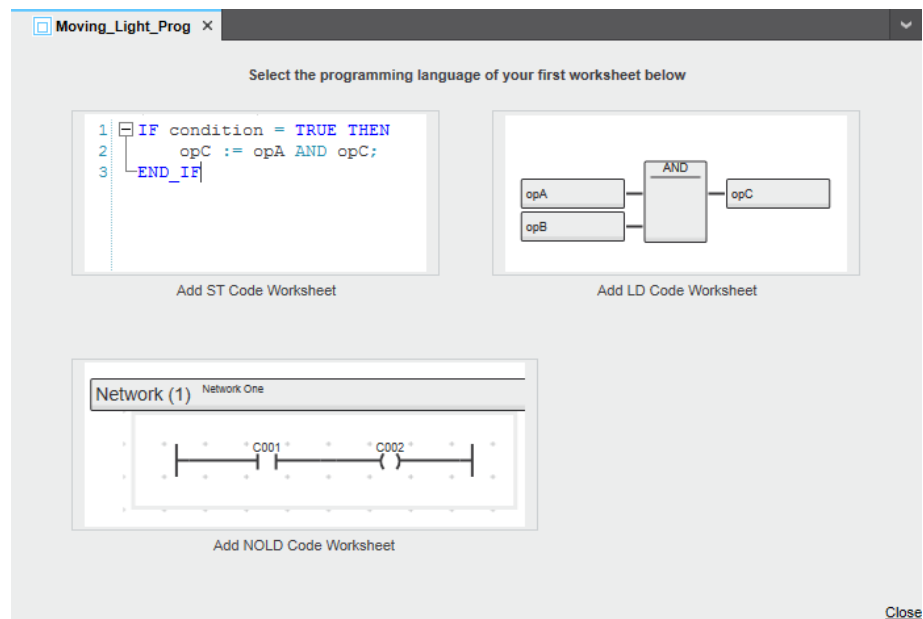 Moving_Light_Prog ×
Select the programming language of your first worksheet below
1 IF condition = TRUE THEN
2 opC := opA AND opC;
3 END_IF
Add ST Code Worksheet
AND
opA
opC
opB
Add LD Code Worksheet
Network (1) Network One
C001 C002
Add NOLD Code Worksheet
Close